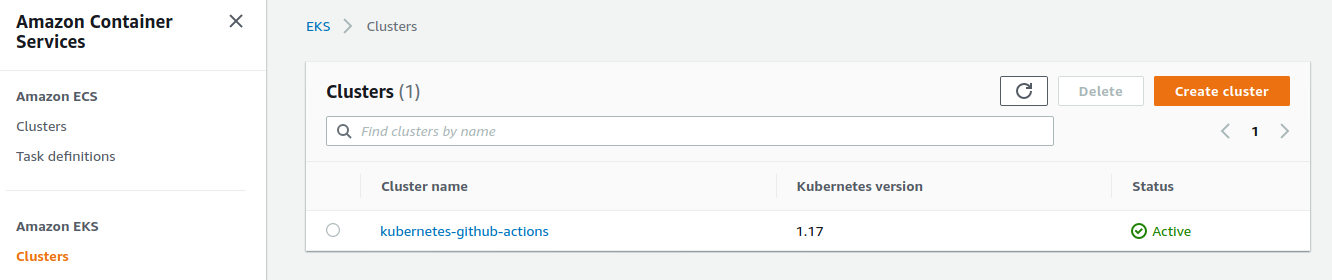 Amazon Container
Services
Amazon ECS
Clusters
Task definitions
Amazon EKS
Clusters
EKS > Clusters
Clusters (1)
Delete
Create cluster
Find clusters by name
1
Cluster name Kubernetes version Status
kubernetes-github-actions 1.17 Active